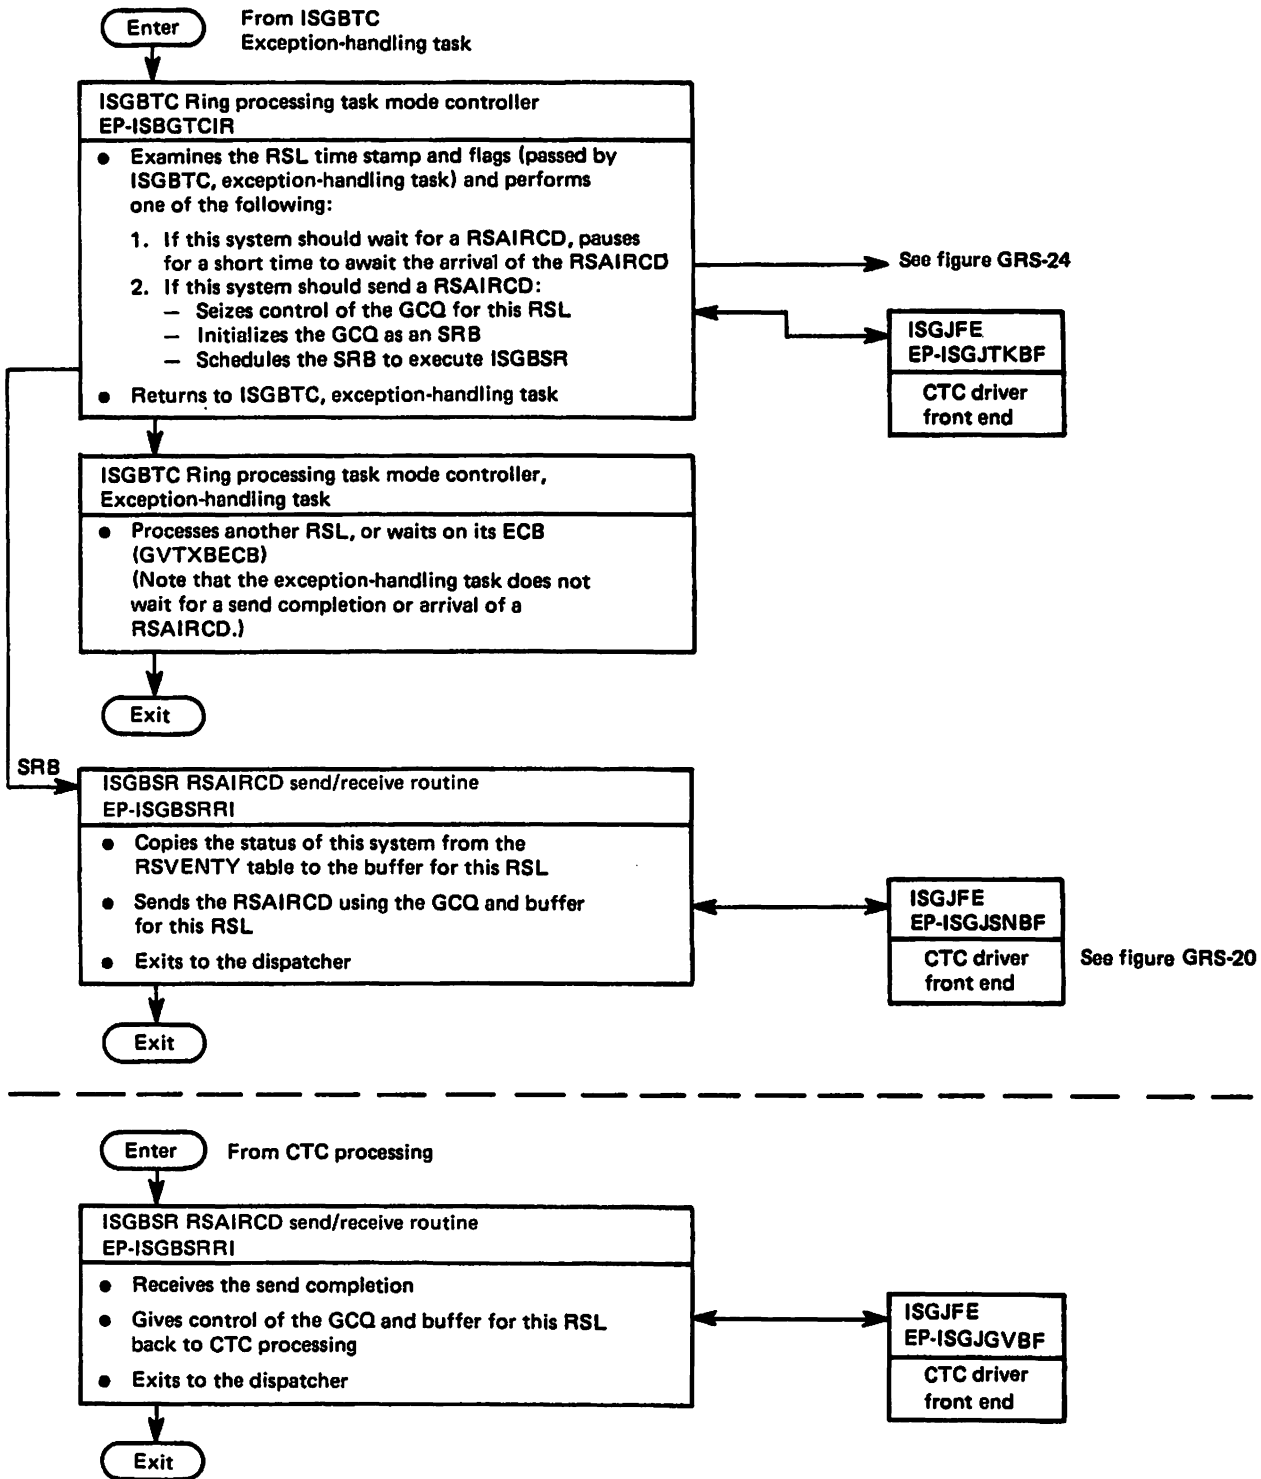 Enter
From ISGBTC
Exception-handling task
ISGBTC Ring processing task mode controller
EP-ISBGTCIR
• Examines the RSL time stamp and flags (passed by
ISGBTC, exception-handling task) and performs
one of the following:
1. If this system should wait for a RSAIRCD, pauses
for a short time to await the arrival of the RSAIRCD
2. If this system should send a RSAIRCD:
— Seizes control of the GCQ for this RSL
— Initializes the GCQ as an SRB
— Schedules the SRB to execute ISGBSR
• Returns to ISGBTC, exception-handling task
See figure GRS-24
ISGJFE
EP-ISGJTKBF
CTC driver
front end
ISGBTC Ring processing task mode controller,
Exception-handling task
• Processes another RSL, or waits on its ECB
(GVTXBECB)
(Note that the exception-handling task does not
wait for a send completion or arrival of a
RSAIRCD.)
Exit
SRB
ISGBSR RSAIRCD send/receive routine
EP-ISGBSRRI
• Copies the status of this system from the
RSVENTY table to the buffer for this RSL
• Sends the RSAIRCD using the GCQ and buffer
for this RSL
• Exits to the dispatcher
ISGJFE
EP-ISGJSNBF
CTC driver
front end
See figure GRS-20
Exit
Enter
From CTC processing
ISGBSR RSAIRCD send/receive routine
EP-ISGBSRRI
• Receives the send completion
• Gives control of the GCQ and buffer for this RSL
back to CTC processing
• Exits to the dispatcher
ISGJFE
EP-ISGJGVBF
CTC driver
front end
Exit